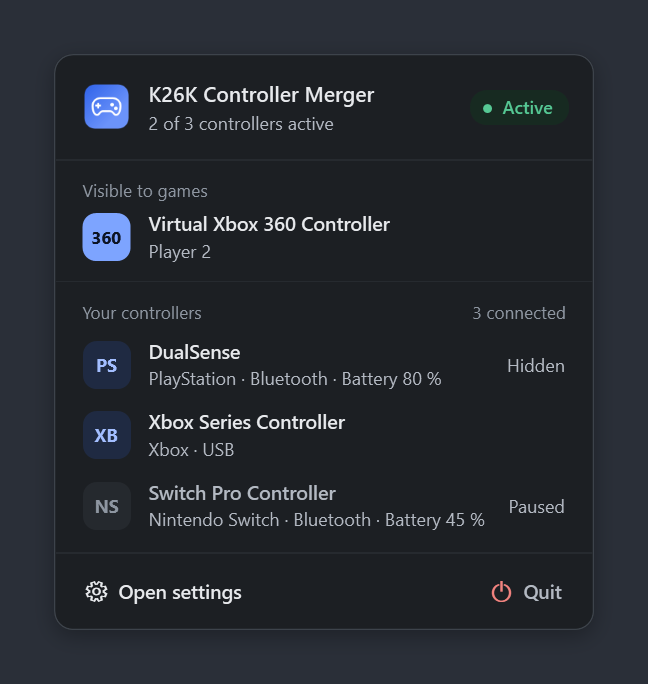 K26K Controller Merger
2 of 3 controllers active
Active
Visible to games
360
Virtual Xbox 360 Controller
Player 2
Your controllers
3 connected
PS
DualSense
PlayStation · Bluetooth · Battery 80 %
Hidden
XB
Xbox Series Controller
Xbox · USB
NS
Switch Pro Controller
Nintendo Switch · Bluetooth · Battery 45 %
Paused
Open settings
Quit